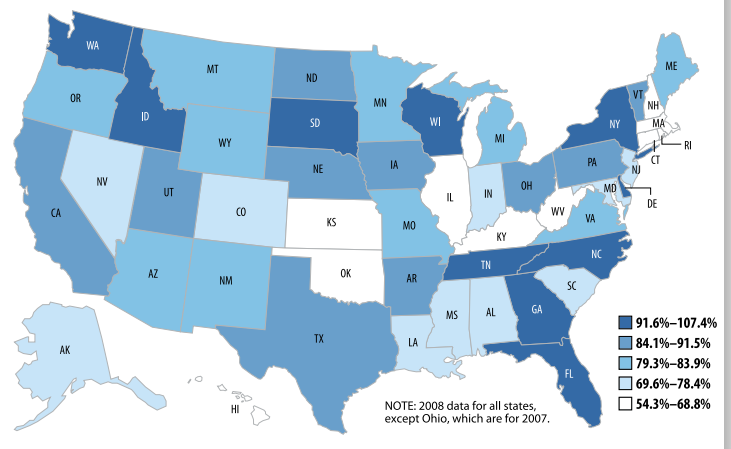 WA
MT
ND
ME
OR
MN
VT
NH
ID
SD
WI
NY
MA
WY
MI
RI
CT
IA
PA
NE
NJ
NV
OH
UT
IL
IN
MD
CA
CO
WV
DE
VA
KS
MO
KY
NC
TN
AZ
OK
NM
AR
SC
MS
AL
GA
TX
LA
AK
FL
HI
91.6%–107.4%
84.1%–91.5%
79.3%–83.9%
69.6%–78.4%
54.3%–68.8%
NOTE: 2008 data for all states,
except Ohio, which are for 2007.